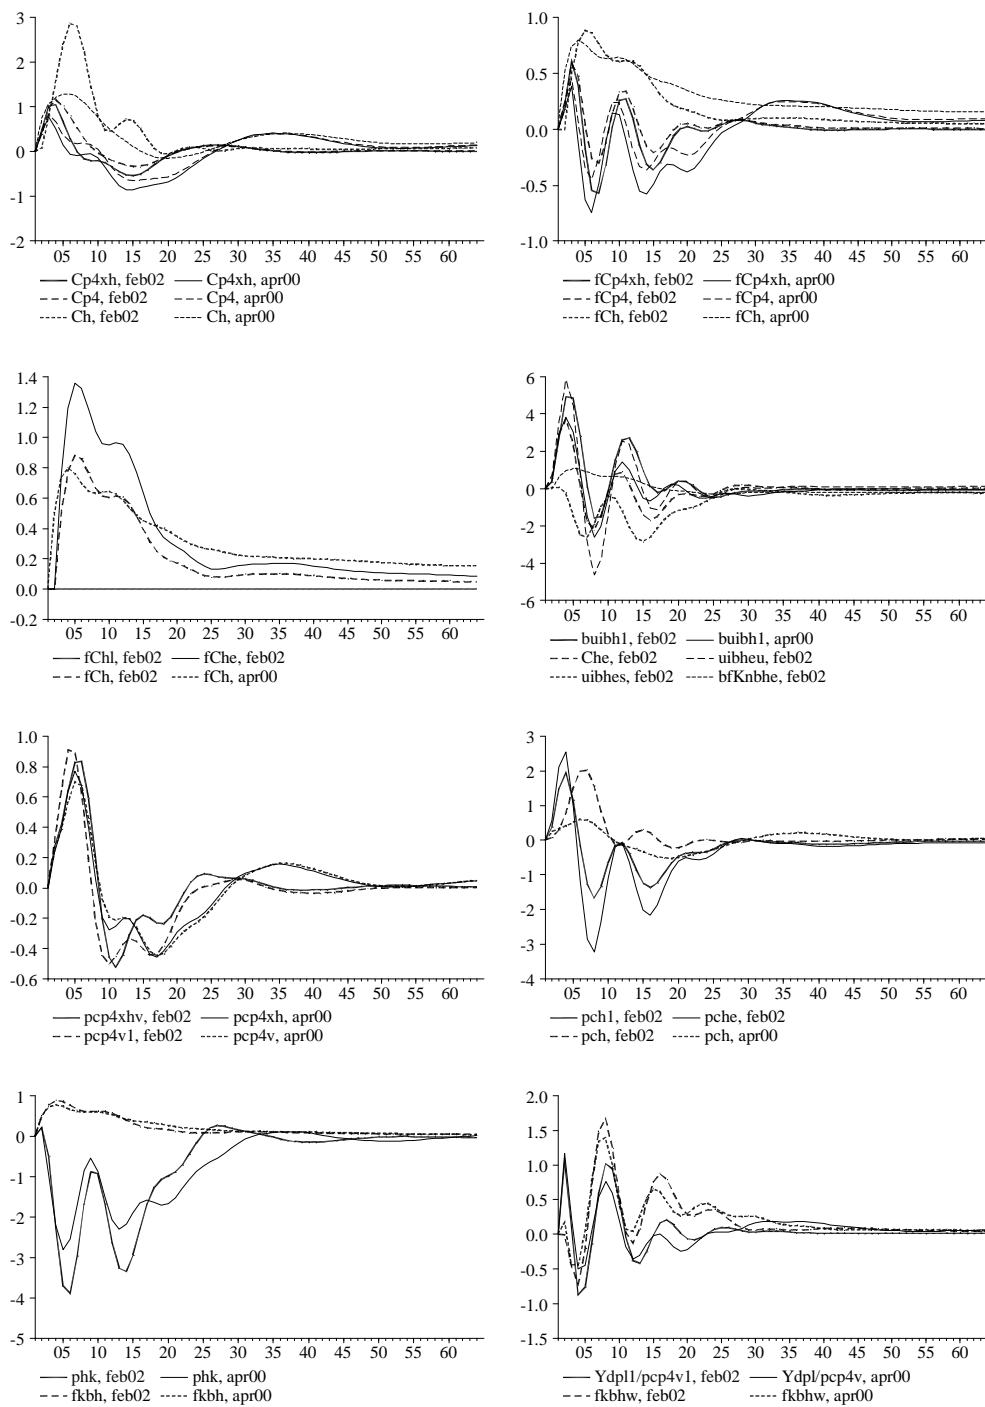 3
2
1
0
-1
-2
05 10 15 20 25 30 35 40 45 50 55 60
Cp4xh, feb02 Cp4xh, apr00
Cp4, feb02 Cp4, apr00
Ch, feb02 Ch, apr00
1.0
0.5
0.0
-0.5
-1.0
05 10 15 20 25 30 35 40 45 50 55 60
fCp4xh, feb02 fCp4xh, apr00
fCp4, feb02 fCp4, apr00
fCh, feb02 fCh, apr00
1.4
1.2
1.0
0.8
0.6
0.4
0.2
0.0
-0.2
05 10 15 20 25 30 35 40 45 50 55 60
fChl, feb02 fChe, feb02
fCh, feb02 fCh, apr00
6
4
2
0
-2
-4
-6
05 10 15 20 25 30 35 40 45 50 55 60
buibh1, feb02 buibh1, apr00
Che, feb02 uibheu, feb02
uibhes, feb02 bfKnbhe, feb02
1.0
0.8
0.6
0.4
0.2
0.0
-0.2
-0.4
-0.6
05 10 15 20 25 30 35 40 45 50 55 60
pcp4xhv, feb02 pcp4xh, apr00
pcp4v1, feb02 pcp4v, apr00
3
2
1
0
-1
-2
-3
-4
05 10 15 20 25 30 35 40 45 50 55 60
pch1, feb02 pche, feb02
pch, feb02 pch, apr00
1
0
-1
-2
-3
-4
-5
05 10 15 20 25 30 35 40 45 50 55 60
phk, feb02 phk, apr00
fkbh, feb02 fkbh, apr00
2.0
1.5
1.0
0.5
0.0
-0.5
-1.0
-1.5
05 10 15 20 25 30 35 40 45 50 55 60
Ydpl1/pcp4v1, feb02 Ydpl/pcp4v, apr00
fkbhw, feb02 fkbhw, apr00